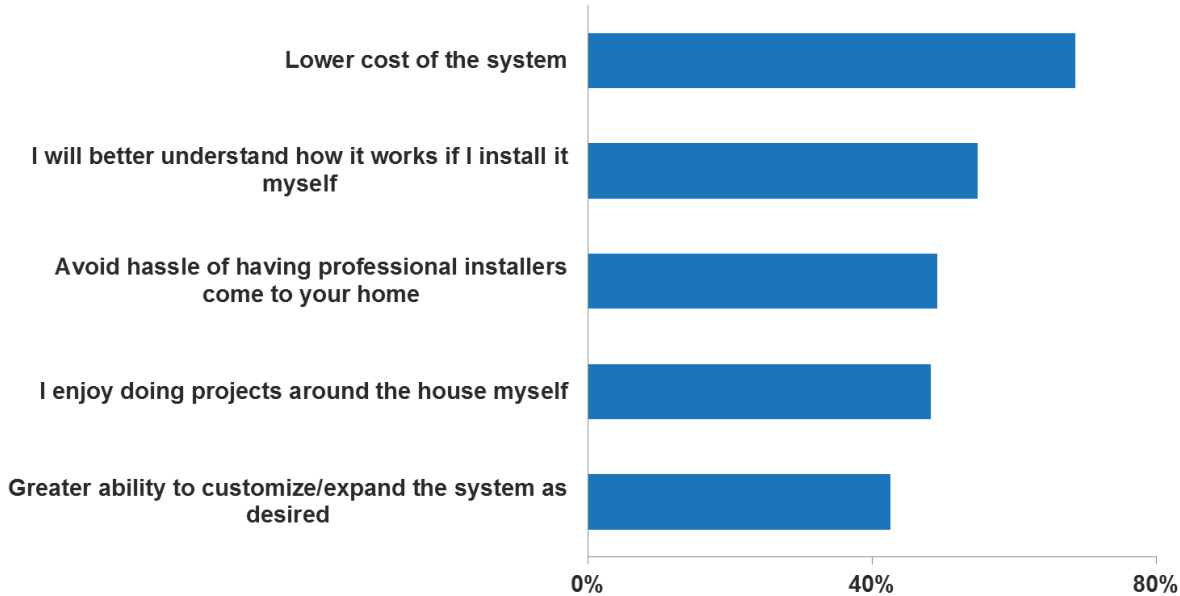 Lower cost of the system
I will better understand how it works if I install it
myself
Avoid hassle of having professional installers
come to your home
I enjoy doing projects around the house myself
Greater ability to customize/expand the system as
desired
0%
40%
80%